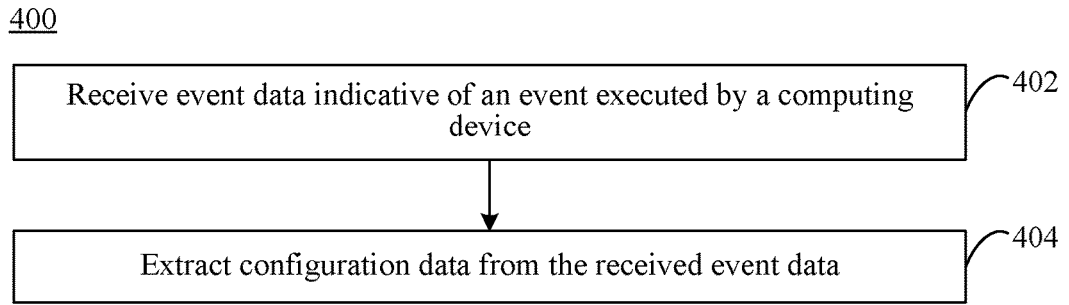 400
Receive event data indicative of an event executed by a computing
device
402
Extract configuration data from the received event data
404